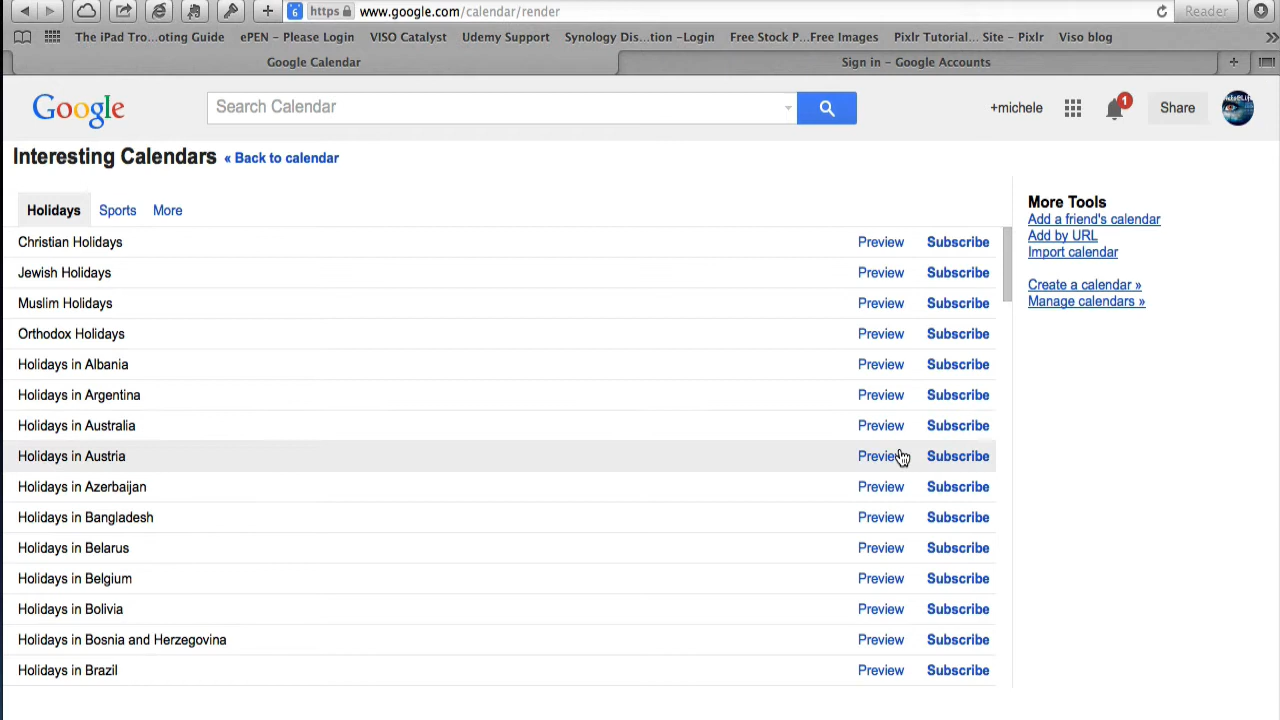 6 https www.google.com/calendar/render Reader
The iPad Tro...oting Guide ePEN - Please Login VISO Catalyst Udemy Support Synology Dis...tion -Login Free Stock P...Free Images Pixlr Tutorial... Site - Pixlr Viso blog
Google Calendar Sign in – Google Accounts
Google Search Calendar +michele 1 Share
Interesting Calendars « Back to calendar
Holidays Sports More
Christian Holidays Preview Subscribe
Jewish Holidays Preview Subscribe
Muslim Holidays Preview Subscribe
Orthodox Holidays Preview Subscribe
Holidays in Albania Preview Subscribe
Holidays in Argentina Preview Subscribe
Holidays in Australia Preview Subscribe
Holidays in Austria Preview Subscribe
Holidays in Azerbaijan Preview Subscribe
Holidays in Bangladesh Preview Subscribe
Holidays in Belarus Preview Subscribe
Holidays in Belgium Preview Subscribe
Holidays in Bolivia Preview Subscribe
Holidays in Bosnia and Herzegovina Preview Subscribe
Holidays in Brazil Preview Subscribe
More Tools
Add a friend's calendar
Add by URL
Import calendar
Create a calendar »
Manage calendars »